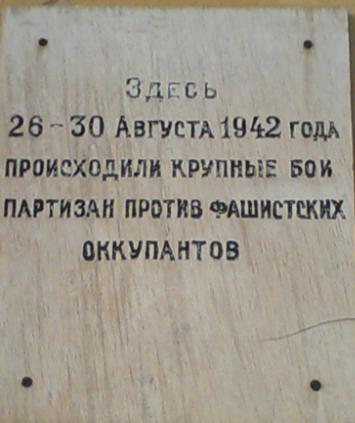 Здесь
26-30 Августа 1942 года
происходили крупные бои
партизан против фашистских
оккупантов